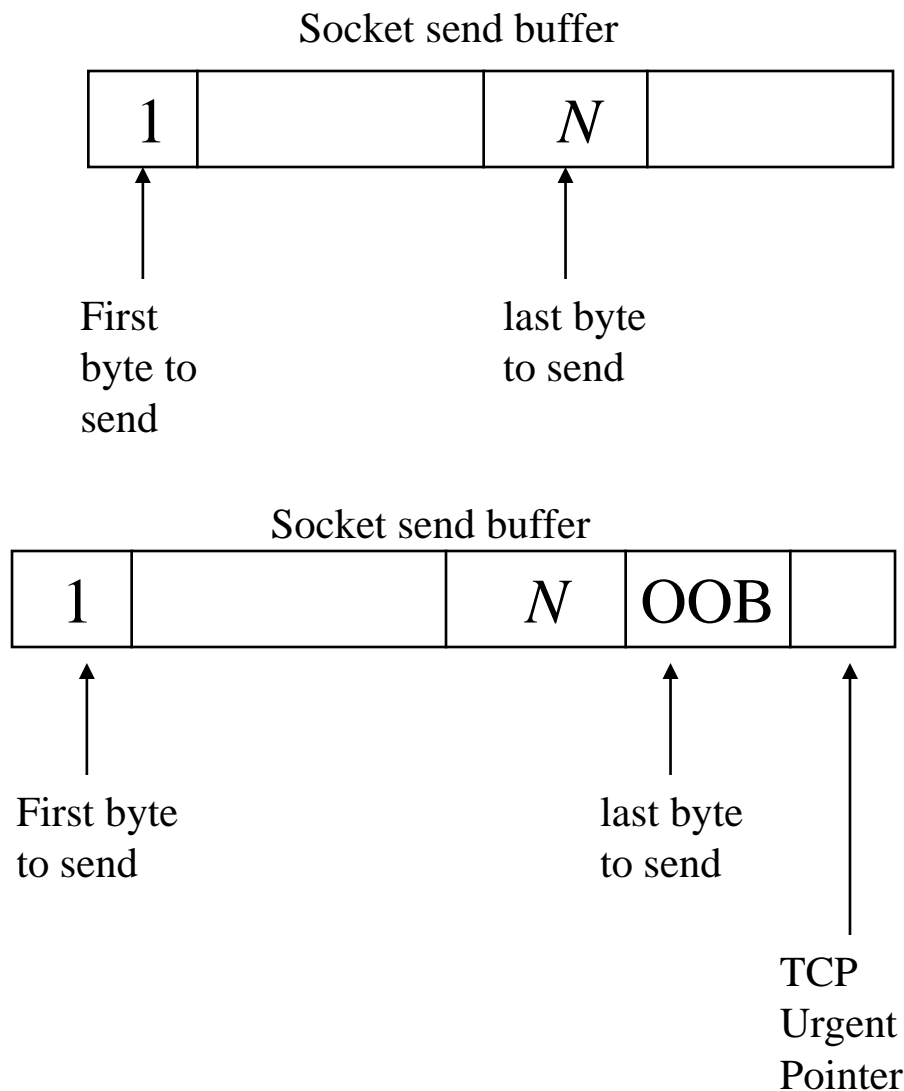 Socket send buffer
1 N
First
byte to
send
last byte
to send
Socket send buffer
1 N OOB
First byte
to send
last byte
to send
TCP
Urgent
Pointer